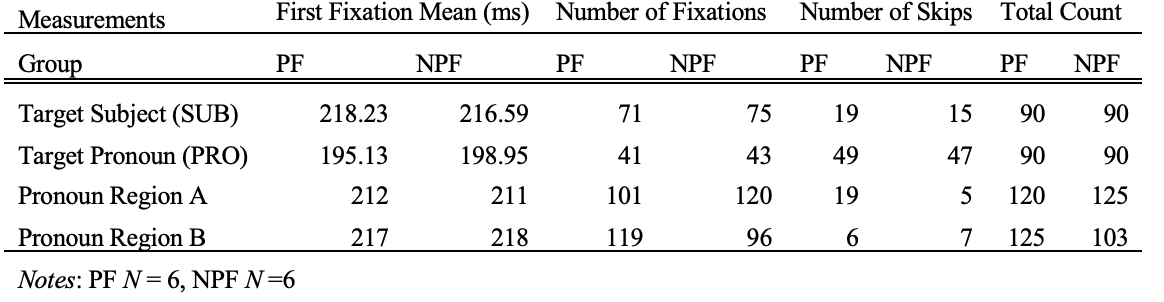 Measurements First Fixation Mean (ms) Number of Fixations Number of Skips Total Count
Group PF NPF PF NPF PF NPF PF NPF
Target Subject (SUB) 218.23 216.59 71 75 19 15 90 90
Target Pronoun (PRO) 195.13 198.95 41 43 49 47 90 90
Pronoun Region A 212 211 101 120 19 5 120 125
Pronoun Region B 217 218 119 96 6 7 125 103
Notes: PF N = 6, NPF N =6